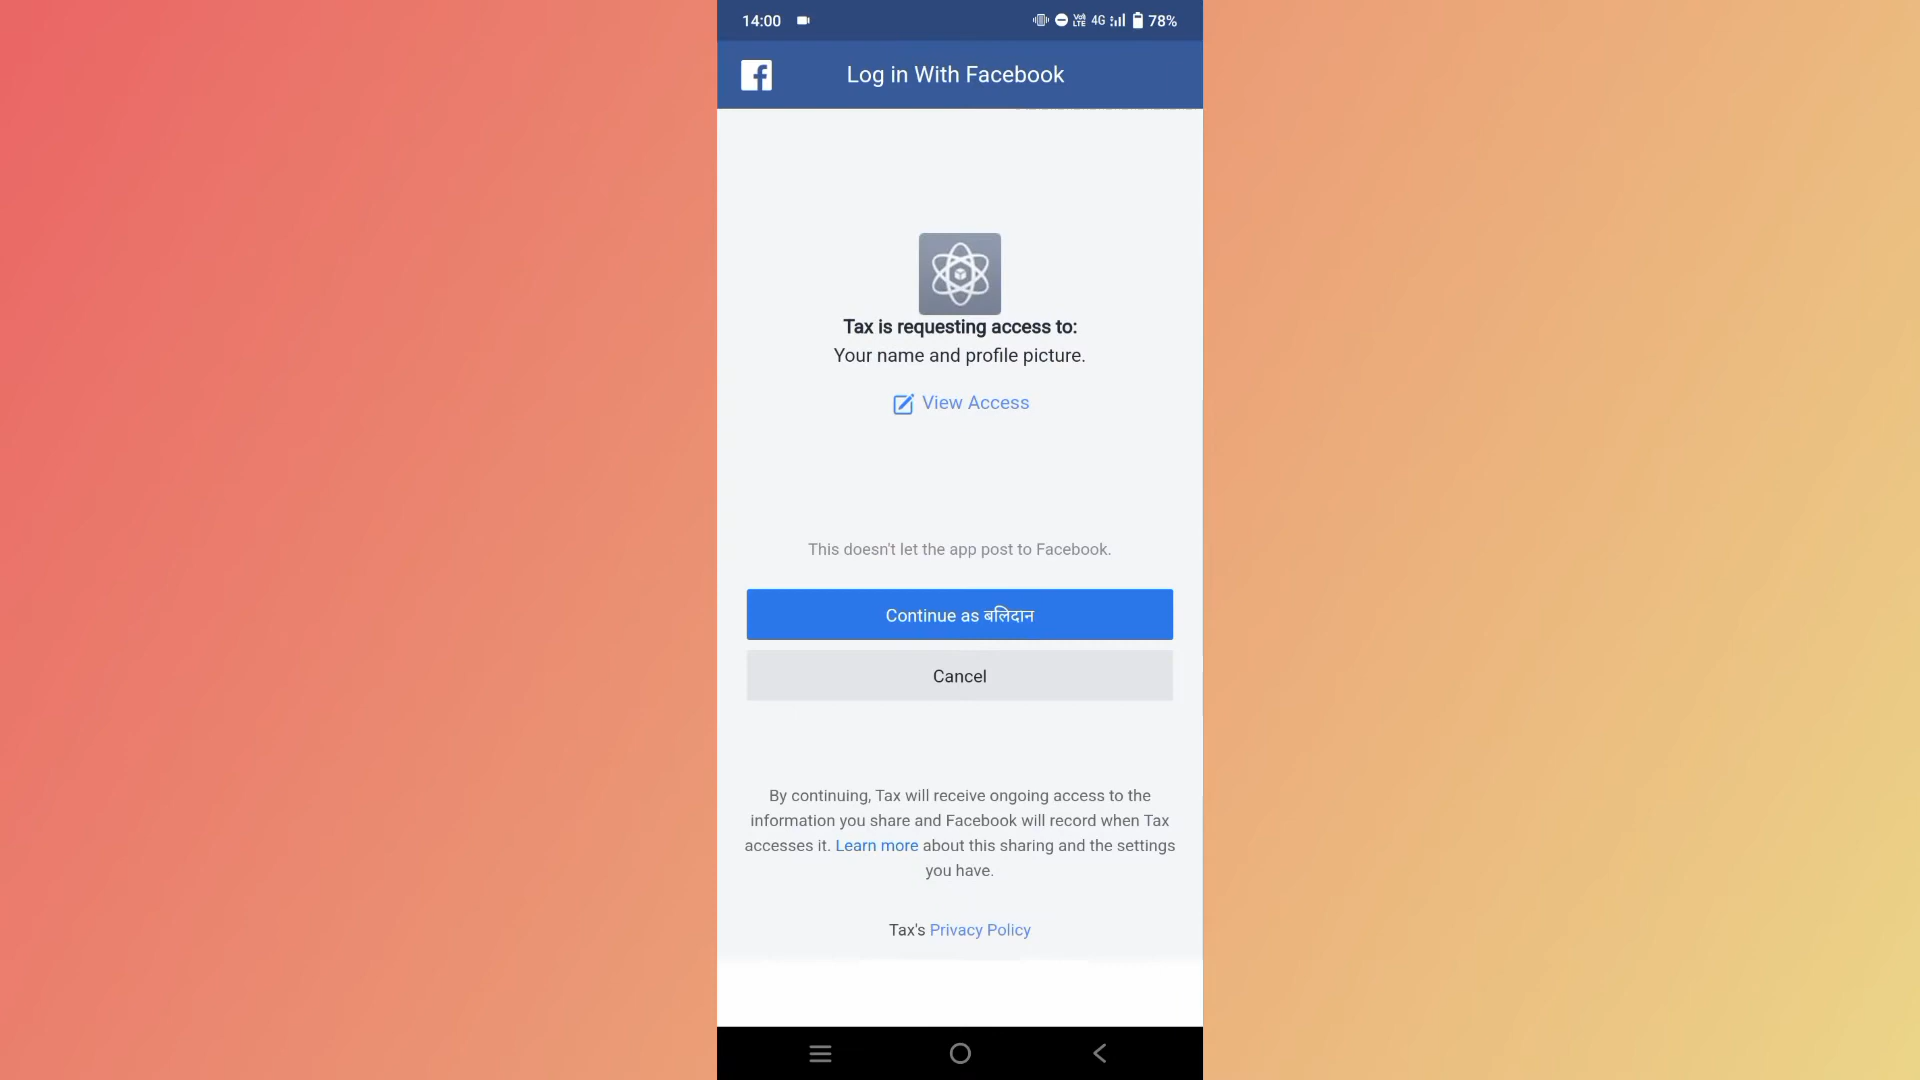 14:00 Vo) LTE 4G 78%
Log in With Facebook
Tax is requesting access to:
Your name and profile picture.
View Access
This doesn't let the app post to Facebook.
Continue as बलिदान
Cancel
By continuing, Tax will receive ongoing access to the
information you share and Facebook will record when Tax
accesses it. Learn more about this sharing and the settings
you have.
Tax's Privacy Policy